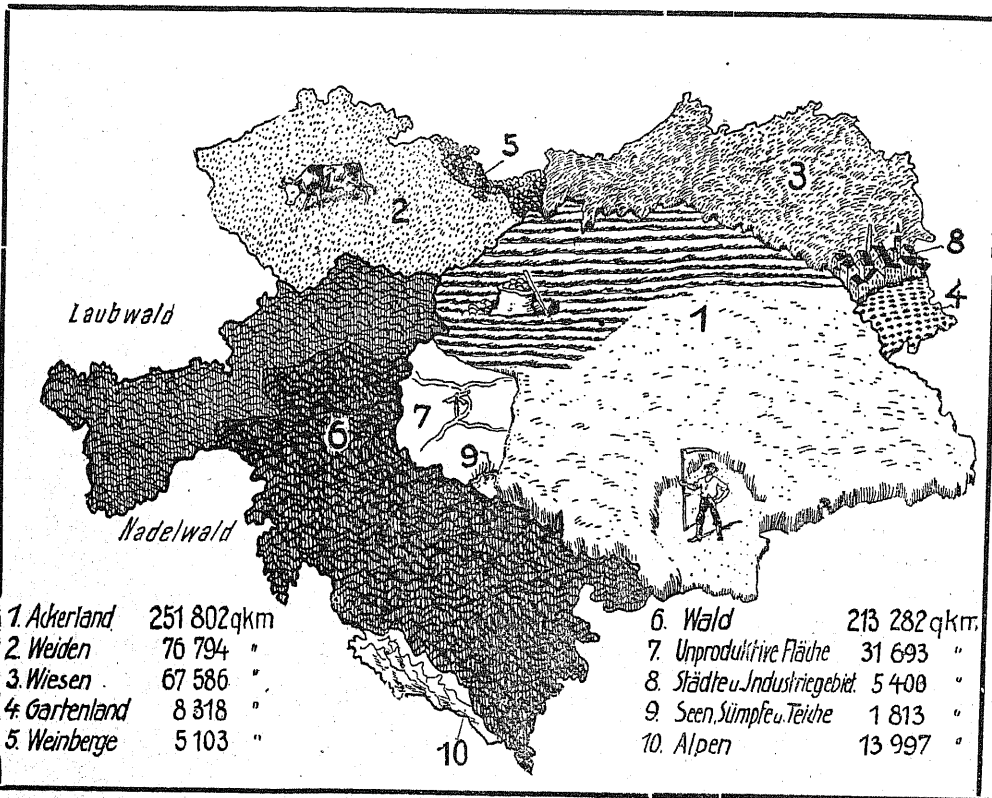 5
3
2
8
4
Laubwald
1
7
6
9
Nadelwald
1. Ackerland 251 802 qkm
2. Weiden 76 794 "
3. Wiesen 67 586 "
4. Gartenland 8 318 "
5. Weinberge 5 103 "
6. Wald 213 282 qkm,
7. Unproduktive Fläche 31 693 "
8. Städte u. Jndustriegebiet. 5 400 "
9. Seen, Sümpfe u. Teiche 1 813 "
10. Alpen 13 997 "
10